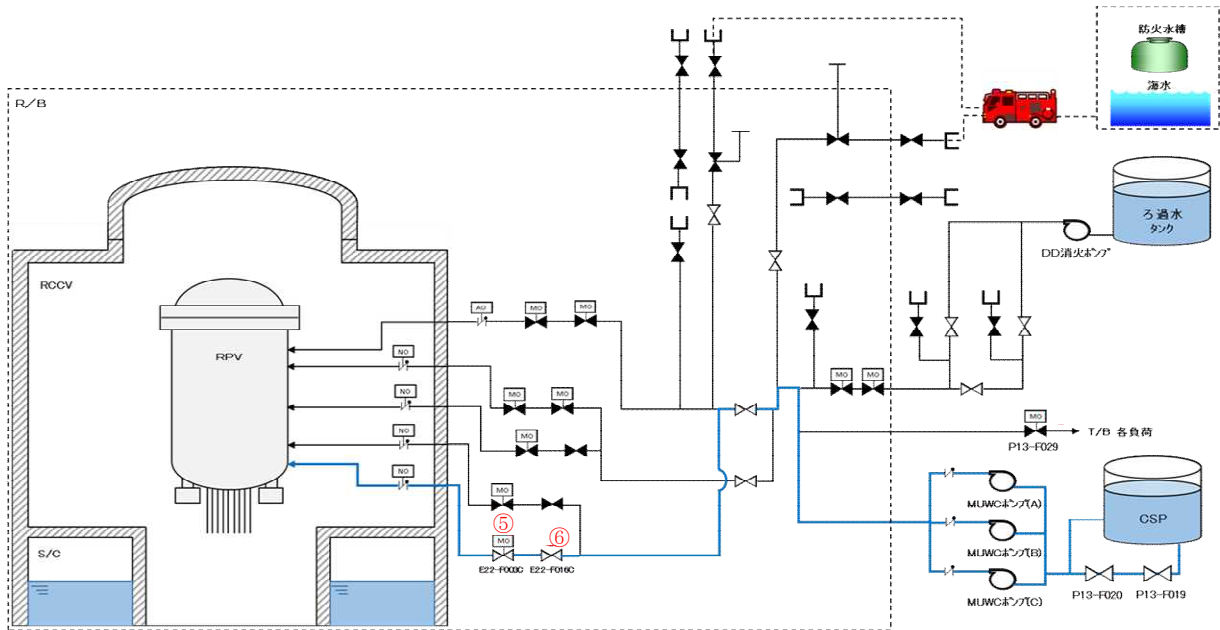 防火水槽
海水
R/B
ろ過水
タンク
DD消火ポンプ
RCCV
AO
MO
MO
RPV
NO
MO
MO
MO
MO
NO
MO
MO
T/B 各負荷
P13-F029
NO
MUWCポンプ(A)
CSP
NO
MO
⑤
⑥
MO
E22-F003C
E22-F016C
MUWCポンプ(B)
S/C
MUWCポンプ(C)
P13-F020
P13-F019